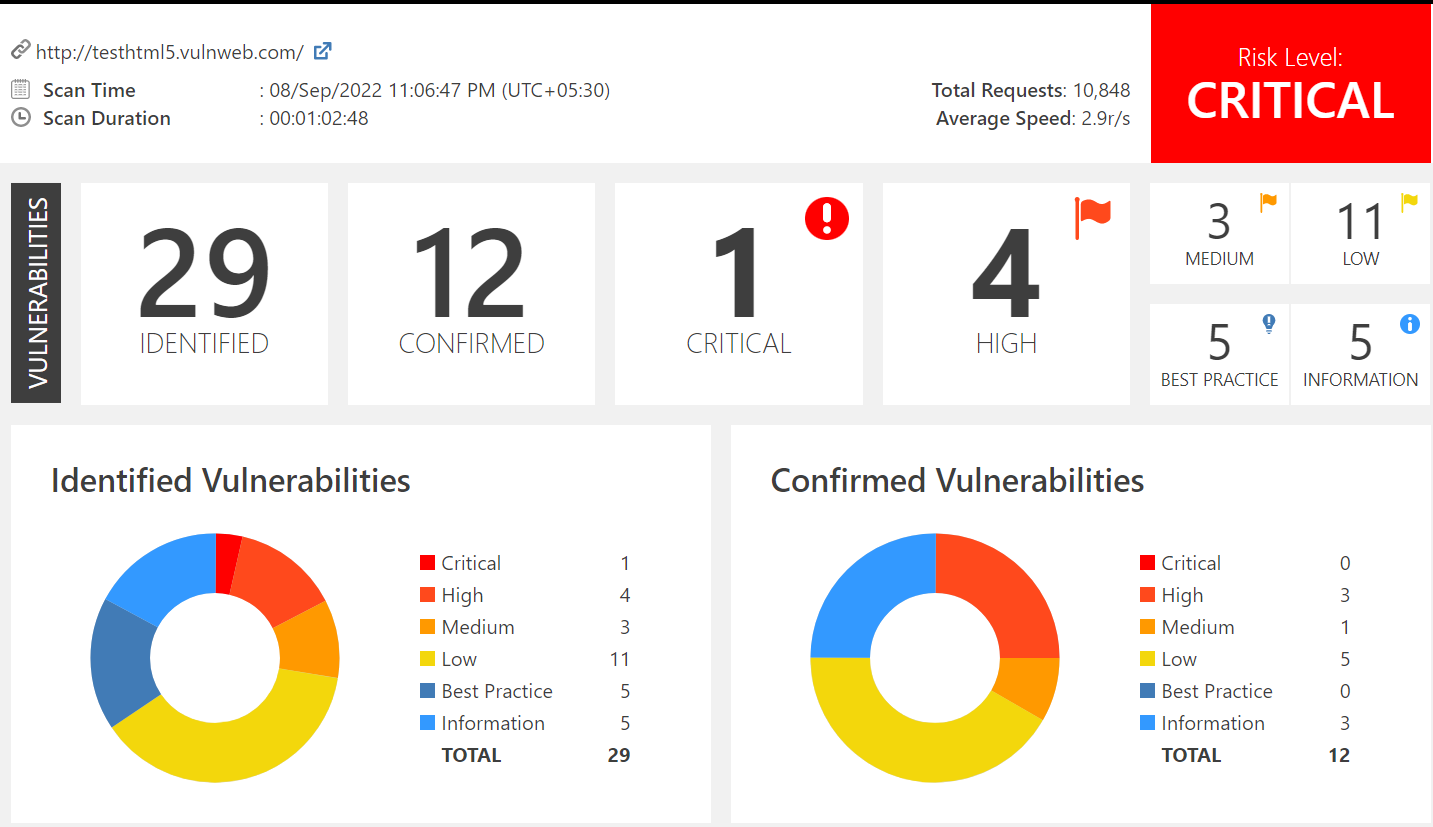 http://testhtml5.vulnweb.com/
Scan Time : 08/Sep/2022 11:06:47 PM (UTC+05:30)
Scan Duration : 00:01:02:48
Total Requests: 10,848
Average Speed: 2.9r/s
Risk Level:
CRITICAL
VULNERABILITIES
29
IDENTIFIED
12
CONFIRMED
1
CRITICAL
4
HIGH
3
MEDIUM
11
LOW
5
BEST PRACTICE
5
INFORMATION
Identified Vulnerabilities
Critical 1
High 4
Medium 3
Low 11
Best Practice 5
Information 5
TOTAL 29
Confirmed Vulnerabilities
Critical 0
High 3
Medium 1
Low 5
Best Practice 0
Information 3
TOTAL 12